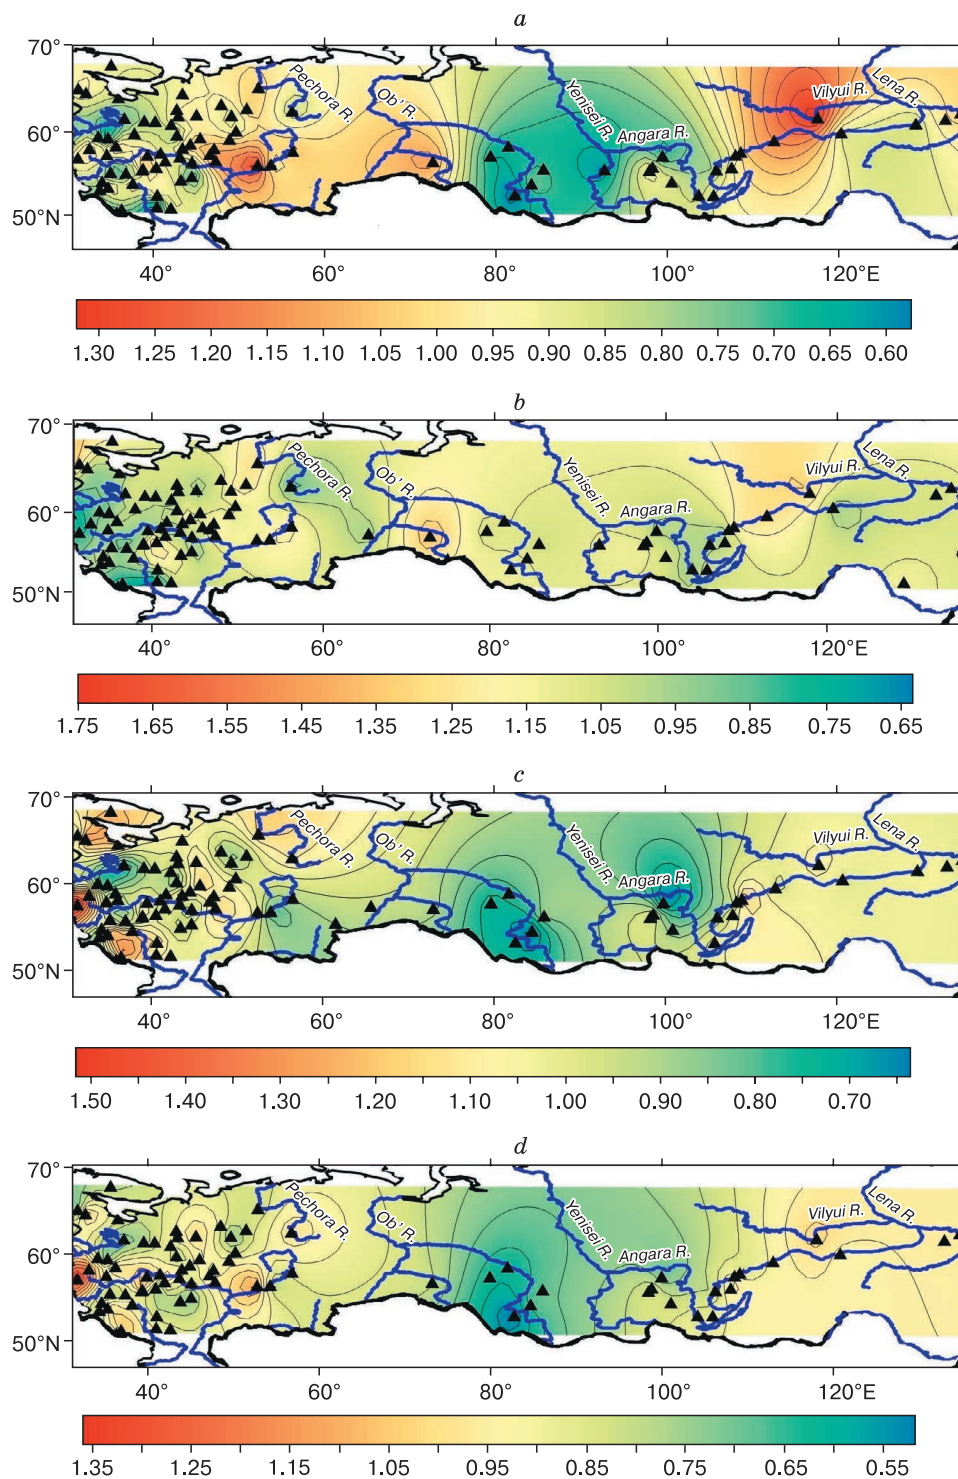 a
70°
60°
50°N
Pechora R.
Ob’ R.
Yenisei R.
Angara R.
Vilyui R.
Lena R.
40° 60° 80° 100° 120°E
1.30 1.25 1.20 1.15 1.10 1.05 1.00 0.95 0.90 0.85 0.80 0.75 0.70 0.65 0.60
b
70°
60°
50°N
Pechora R.
Ob’ R.
Yenisei R.
Angara R.
Vilyui R.
Lena R.
40° 60° 80° 100° 120°E
1.75 1.65 1.55 1.45 1.35 1.25 1.15 1.05 0.95 0.85 0.75 0.65
c
70°
60°
50°N
Pechora R.
Ob’ R.
Yenisei R.
Angara R.
Vilyui R.
Lena R.
40° 60° 80° 100° 120°E
1.50 1.40 1.30 1.20 1.10 1.00 0.90 0.80 0.70
d
70°
60°
50°N
Pechora R.
Ob’ R.
Yenisei R.
Angara R.
Vilyui R.
Lena R.
40° 60° 80° 100° 120°E
1.35 1.25 1.15 1.05 0.95 0.85 0.75 0.65 0.55